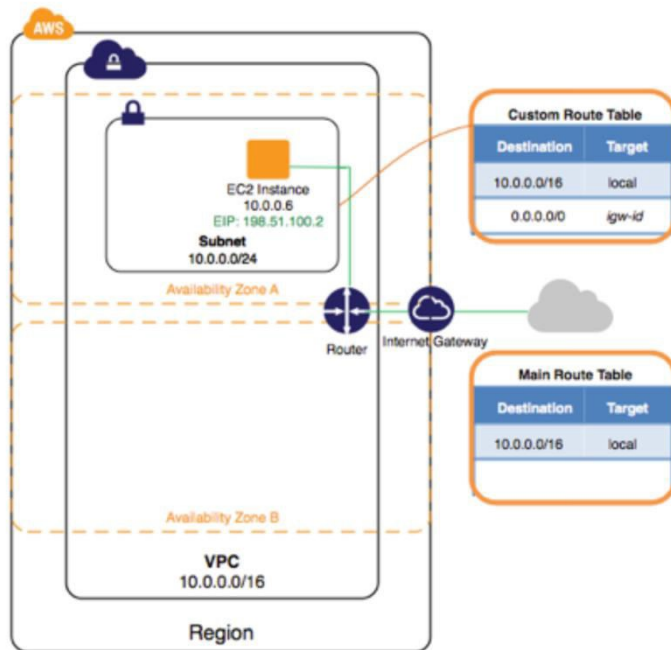 AWS
EC2 Instance
10.0.0.6
EIP: 198.51.100.2
Subnet
10.0.0.0/24
Availability Zone A
Router
Internet Gateway
Availability Zone B
VPC
10.0.0.0/16
Region
Custom Route Table
Destination Target
10.0.0.0/16 local
0.0.0.0/0 igw-id
Main Route Table
Destination Target
10.0.0.0/16 local